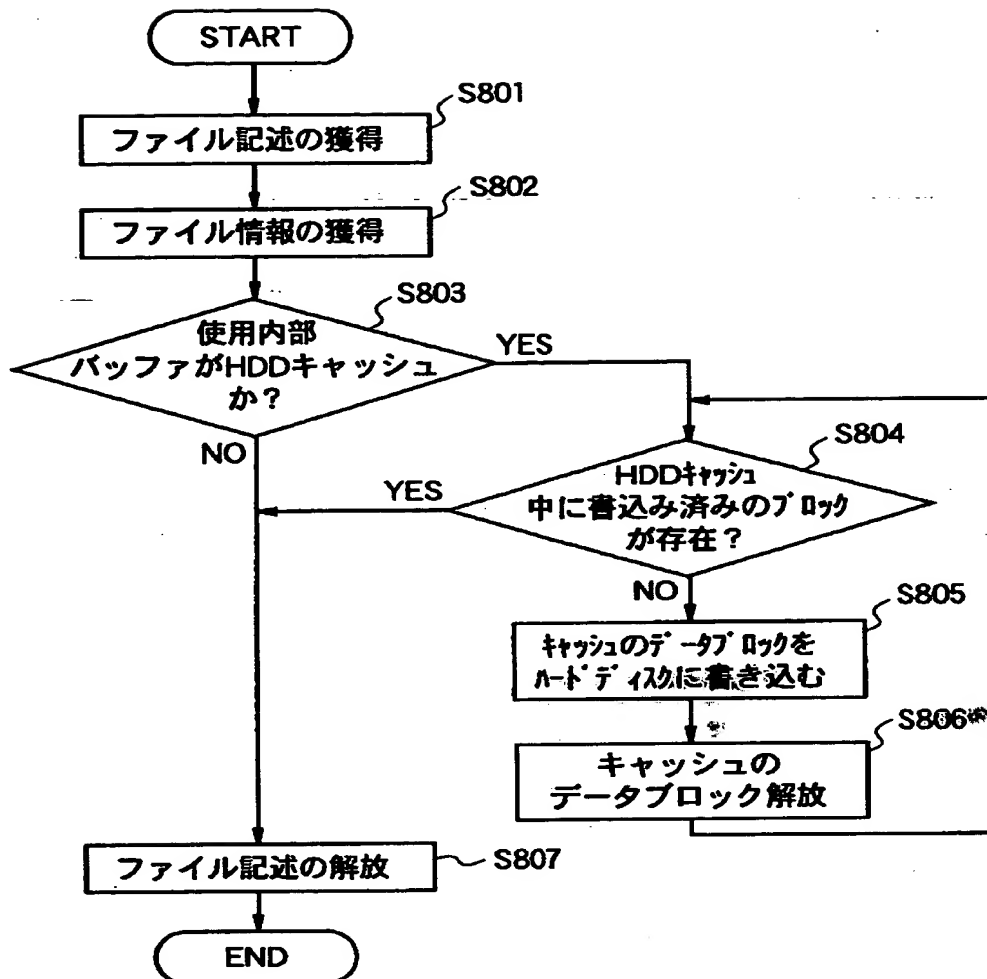 START
S801
ファイル記述の獲得
S802
ファイル情報の獲得
S803
使用内部
バッファがHDDキャッシュ
か？
YES
NO
S804
HDDｷｬｯｼｭ
中に書込み済みのﾌﾞﾛｯｸ
が存在？
YES
NO
S805
ｷｬｯｼｭのﾃﾞｰﾀﾌﾞﾛｯｸを
ﾊｰﾄﾞﾃﾞｨｽｸに書き込む
S806
キャッシュの
データブロック解放
ファイル記述の解放
S807
END